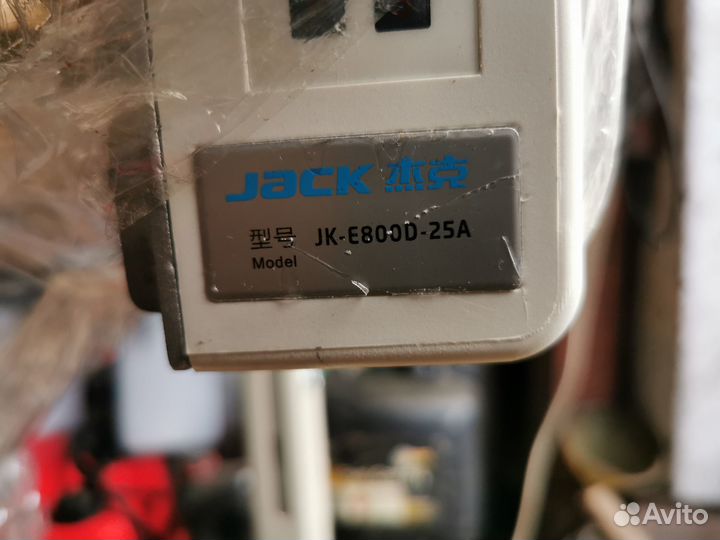 JACK 杰克
型号 JK-E800D-25A
Model
Avito